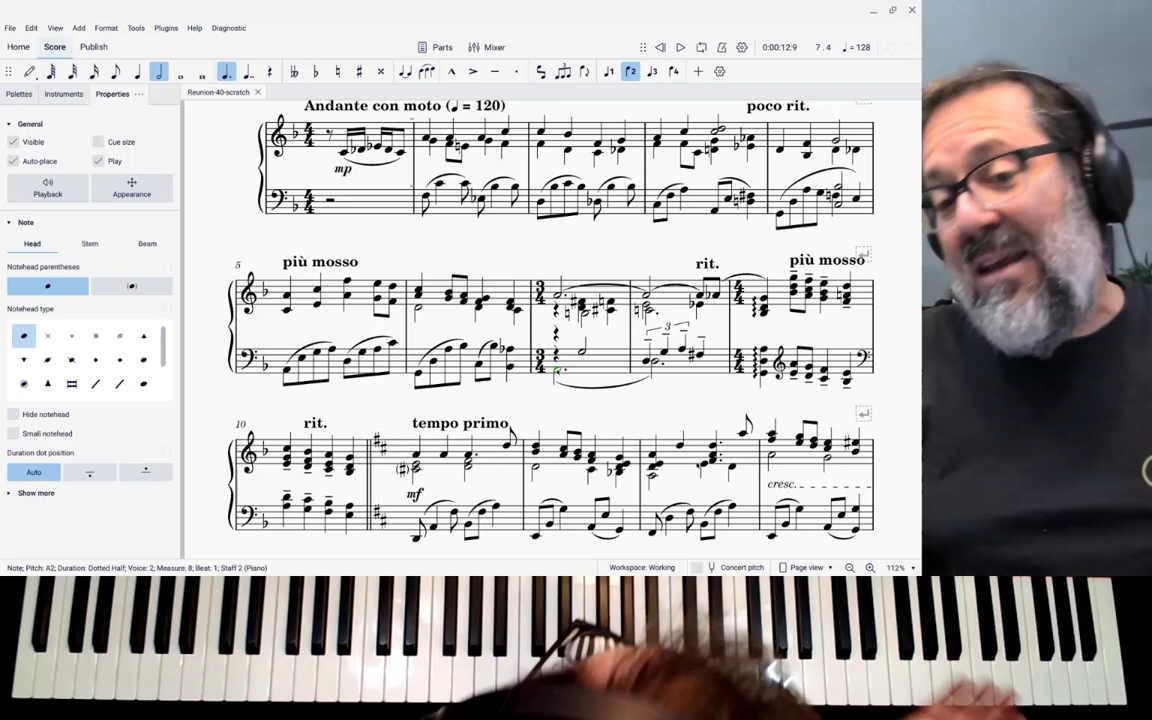 File Edit View Add Format Tools Plugins Help Diagnostic
Home Score Publish Parts Mixer 0:00:12:9 7 . 4 = 128
1 2 3 4
Palettes Instruments Properties Reunion-40-scratch
General
Visible Cue size
Auto-place Play
Playback Appearance
Note
Head Stem Beam
Notehead parentheses
Notehead type
Hide notehead
Small notehead
Duration dot position
Auto
Show more
Andante con moto (♩ = 120) poco rit.
mp
5 più mosso rit. più mosso
3
10 rit. tempo primo
mf cresc.
Note; Pitch: A2; Duration: Dotted Half; Voice: 2; Measure: 8; Beat: 1; Staff 2 (Piano) Workspace: Working Concert pitch Page view 112%